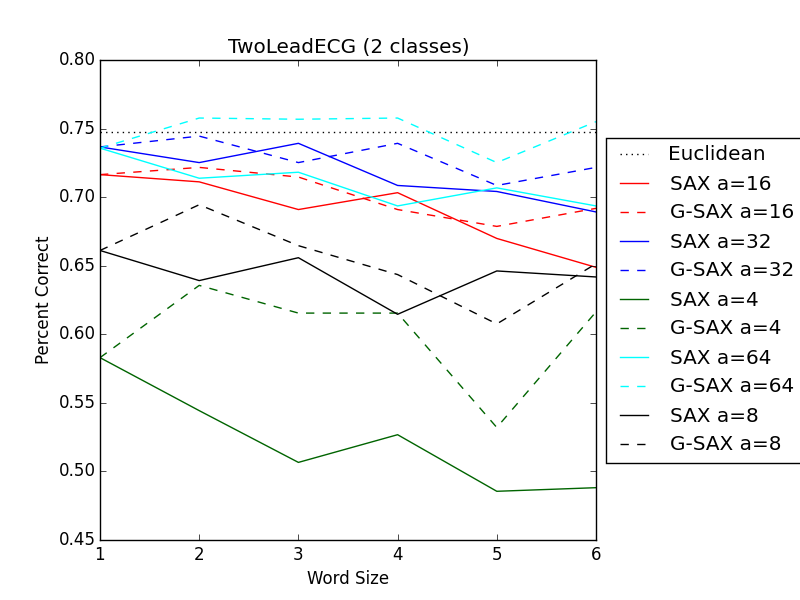 TwoLeadECG (2 classes)
0.80
0.75
0.70
0.65
0.60
0.55
0.50
0.45
Percent Correct
1 2 3 4 5 6
Word Size
Euclidean
SAX a=16
G-SAX a=16
SAX a=32
G-SAX a=32
SAX a=4
G-SAX a=4
SAX a=64
G-SAX a=64
SAX a=8
G-SAX a=8